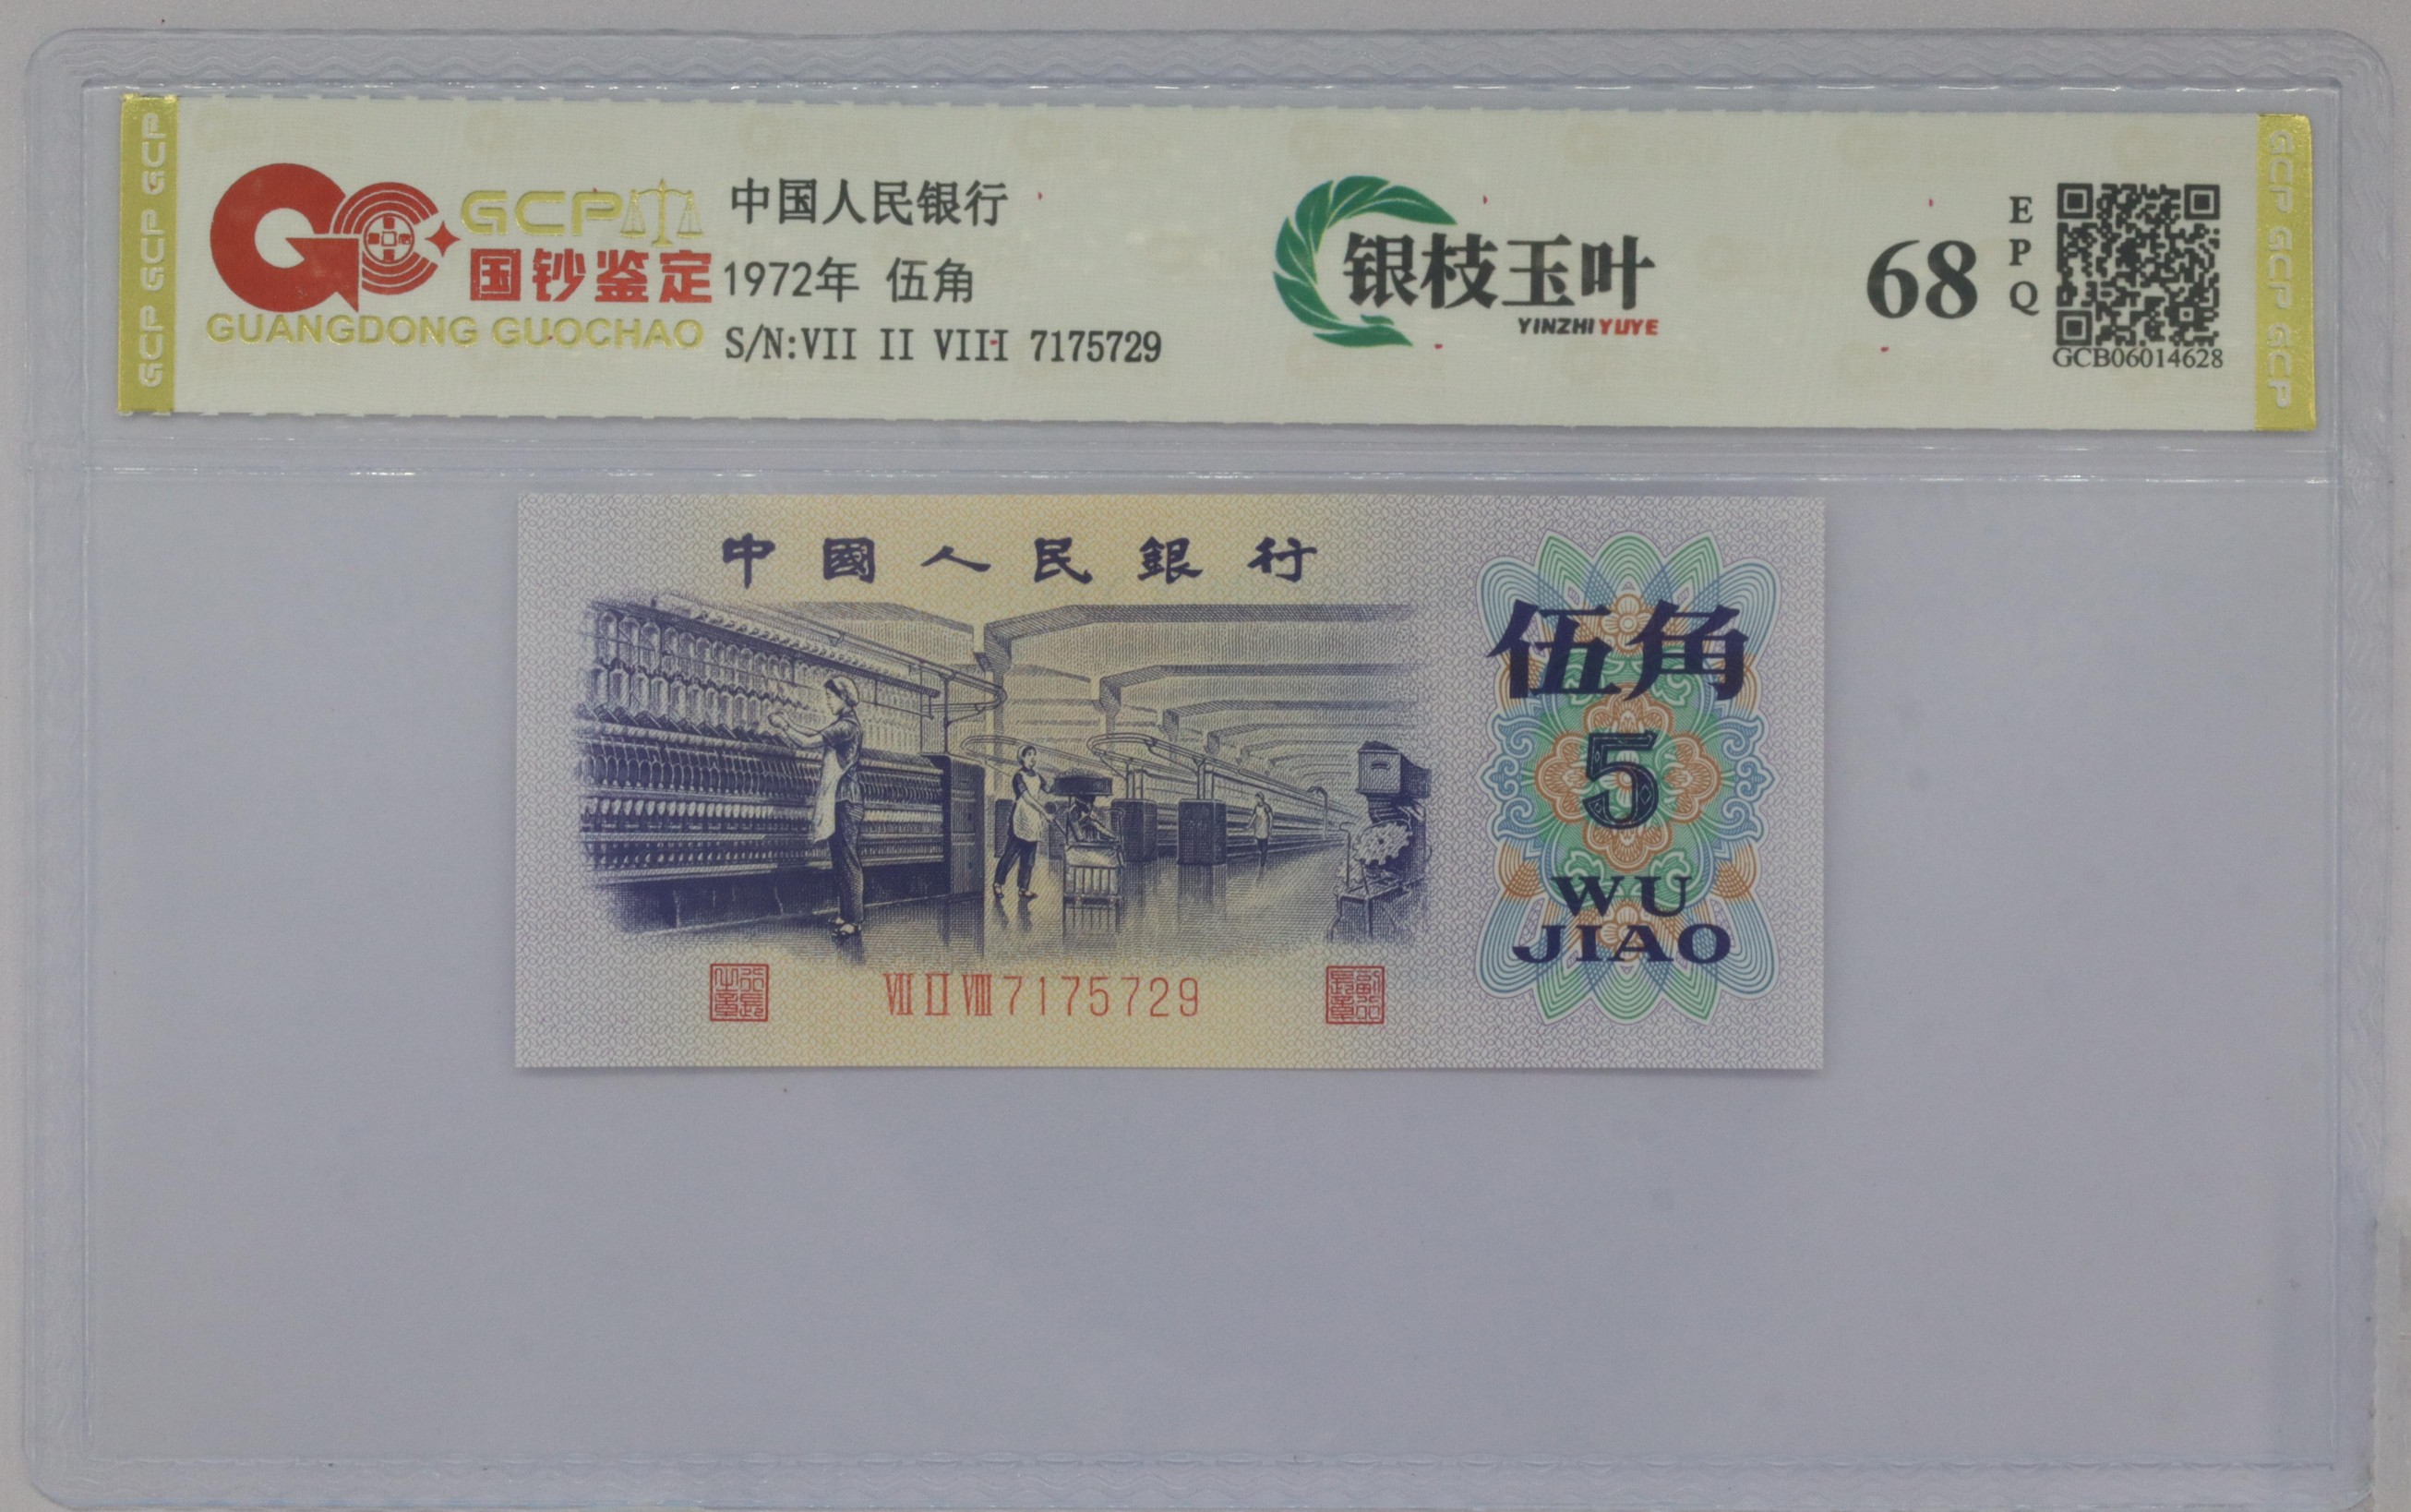 GCP GCP GCP
GCP
国钞鉴定
GUANGDONG GUOCHAO
中国人民银行
1972年 伍角
S/N:VII II VIII 7175729
银枝玉叶
YINZHIYUYE
68
EPQ
GCB06014628
GCP GCP GCP
中國人民銀行
伍角
5
WU
JIAO
VII II VIII 7175729